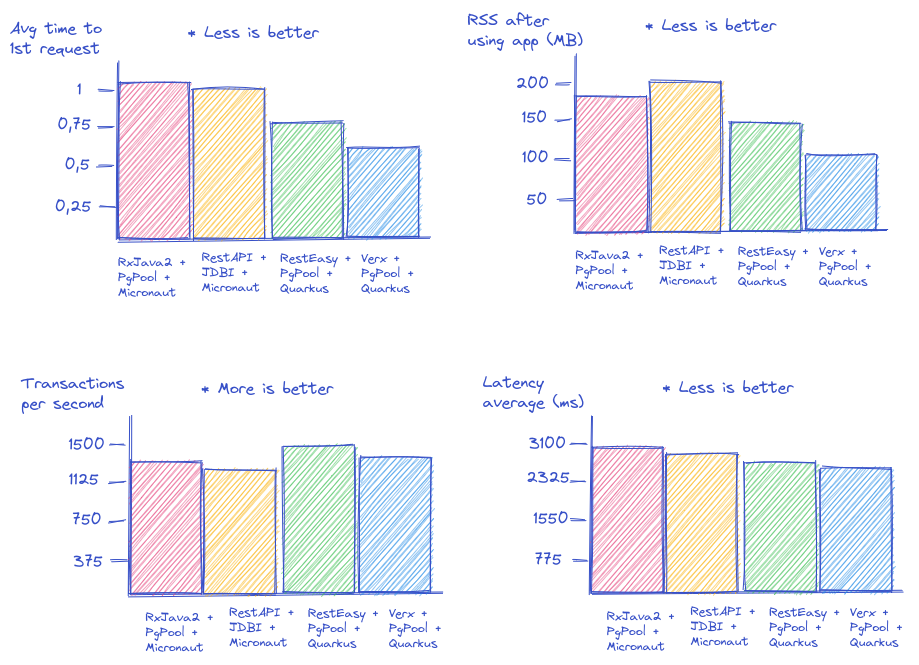 Avg time to
1st request
* Less is better
1
0,75
0,5
0,25
RxJava2 +
PgPool +
Micronaut
RestAPI +
JDBI +
Micronaut
RestEasy +
PgPool +
Quarkus
Verx +
PgPool +
Quarkus
RSS after
using app (MB)
* Less is better
200
150
100
50
RxJava2 +
PgPool +
Micronaut
RestAPI +
JDBI +
Micronaut
RestEasy +
PgPool +
Quarkus
Verx +
PgPool +
Quarkus
Transactions
per second
* More is better
1500
1125
750
375
RxJava2 +
PgPool +
Micronaut
RestAPI +
JDBI +
Micronaut
RestEasy +
PgPool +
Quarkus
Verx +
PgPool +
Quarkus
Latency
average (ms)
* Less is better
3100
2325
1550
775
RxJava2 +
PgPool +
Micronaut
RestAPI +
JDBI +
Micronaut
RestEasy +
PgPool +
Quarkus
Verx +
PgPool +
Quarkus